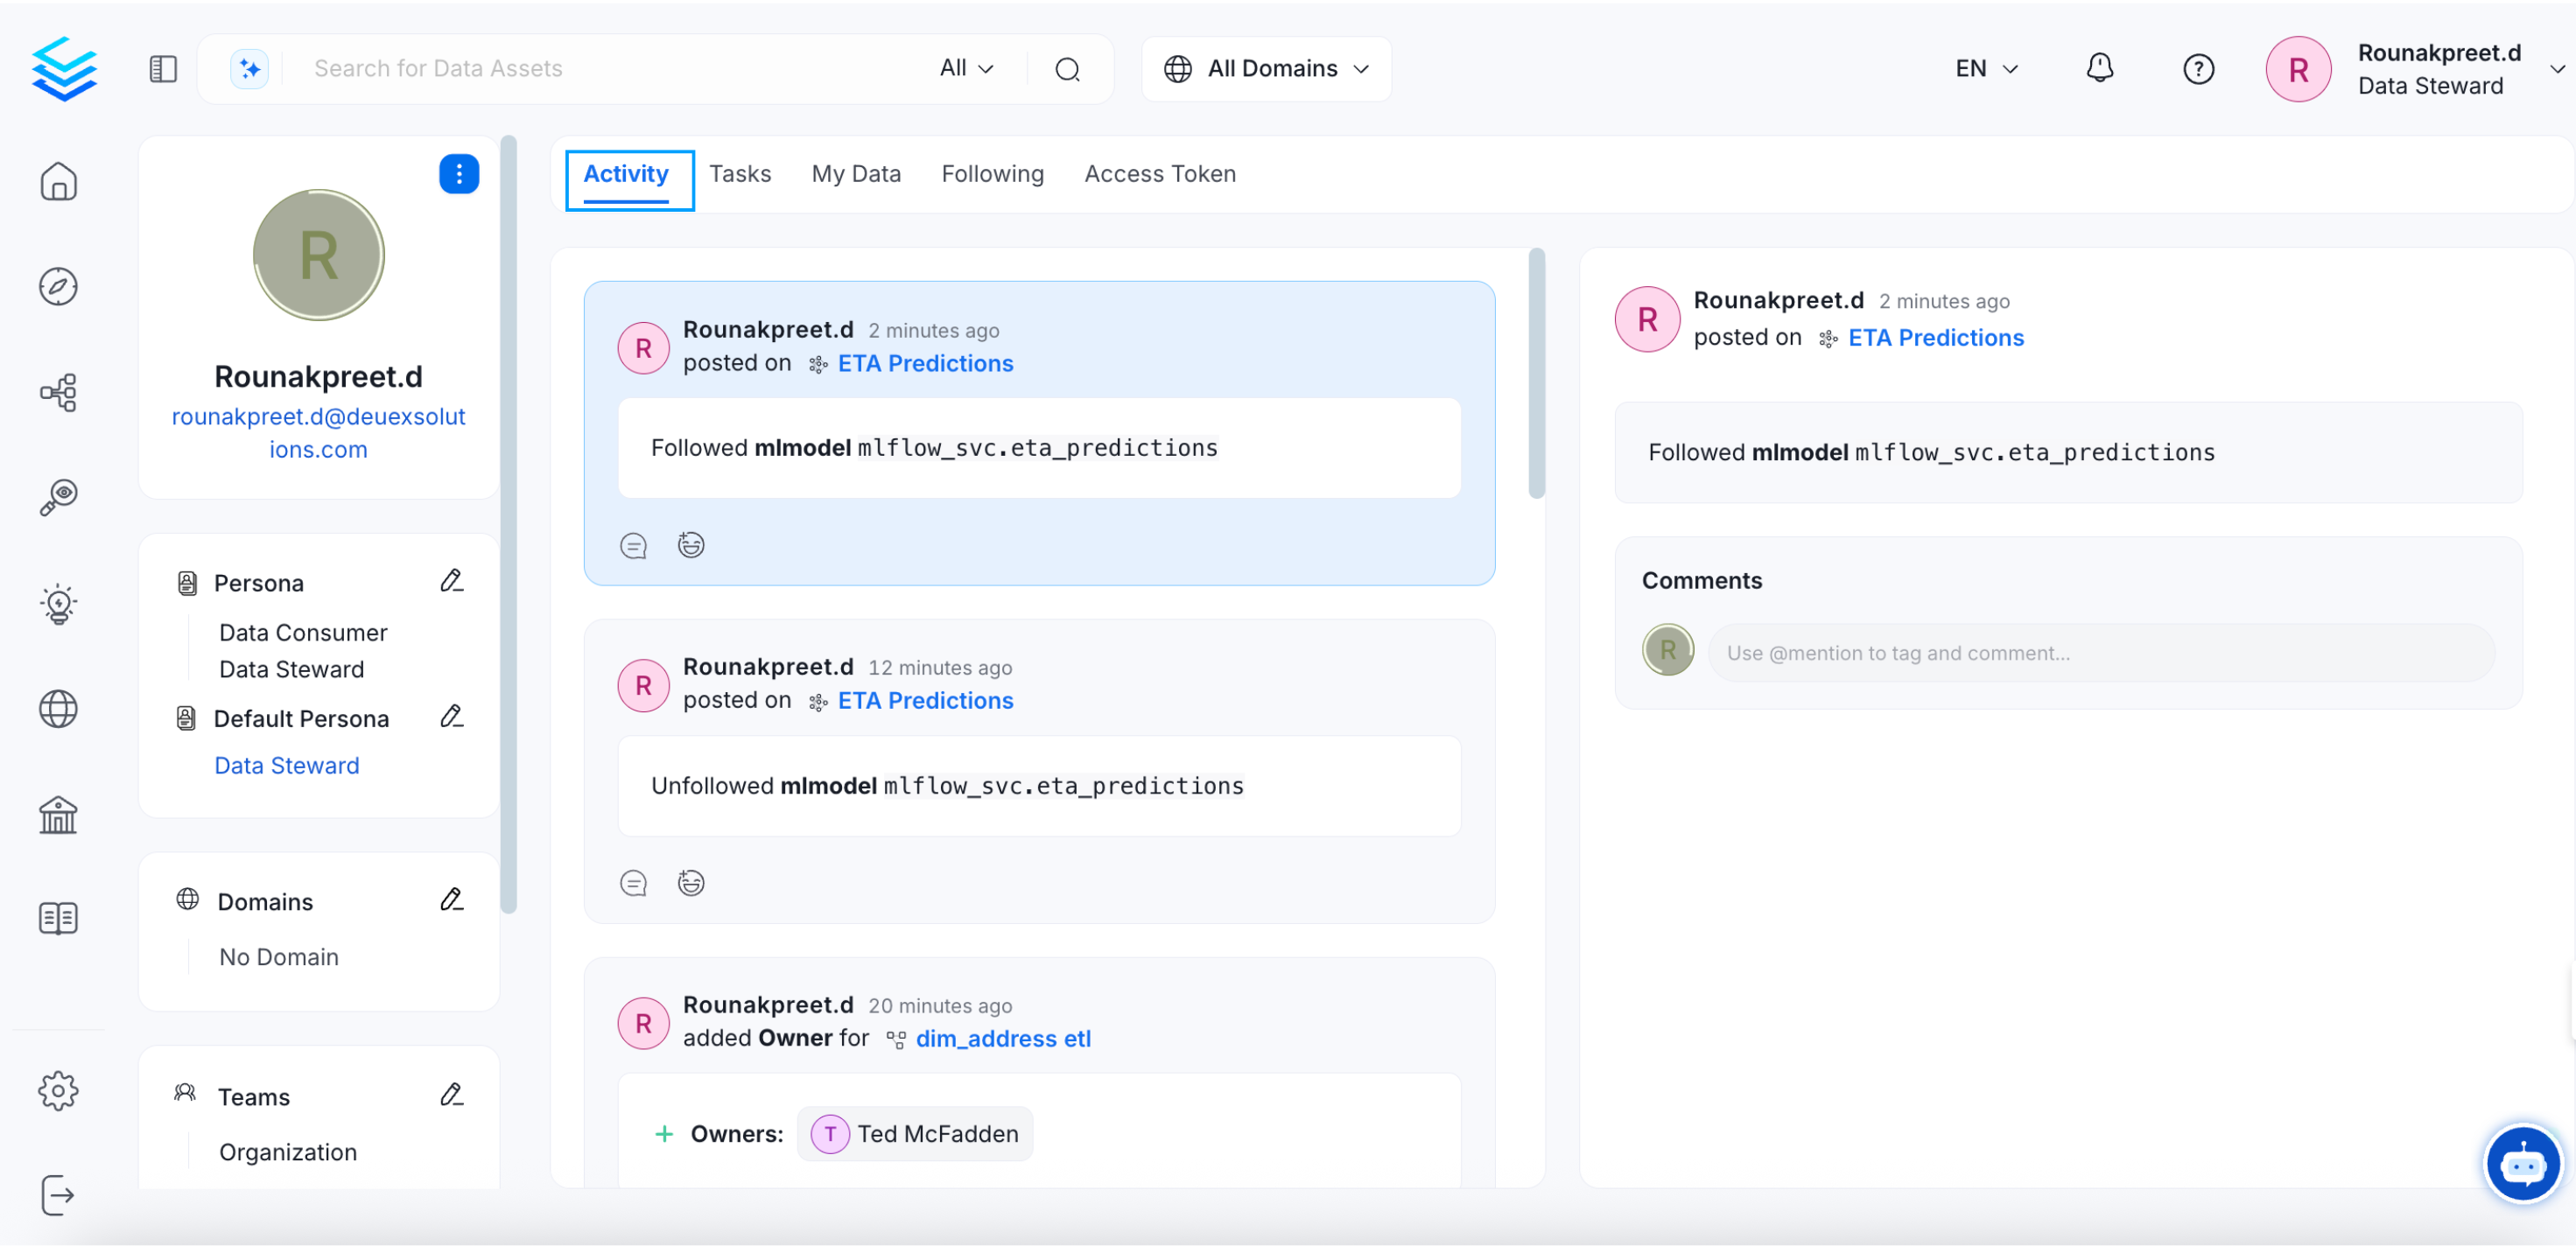 Search for Data Assets
All
All Domains
EN
R
Rounakpreet.d
Data Steward
R
Rounakpreet.d
rounakpreet.d@deuexsolut
ions.com
Persona
Data Consumer
Data Steward
Default Persona
Data Steward
Domains
No Domain
Teams
Organization
Activity
Tasks
My Data
Following
Access Token
R
Rounakpreet.d 2 minutes ago
posted on ETA Predictions
Followed mlmodel mlflow_svc.eta_predictions
R
Rounakpreet.d 12 minutes ago
posted on ETA Predictions
Unfollowed mlmodel mlflow_svc.eta_predictions
R
Rounakpreet.d 20 minutes ago
added Owner for dim_address etl
+ Owners: T Ted McFadden
R
Rounakpreet.d 2 minutes ago
posted on ETA Predictions
Followed mlmodel mlflow_svc.eta_predictions
Comments
R
Use @mention to tag and comment...